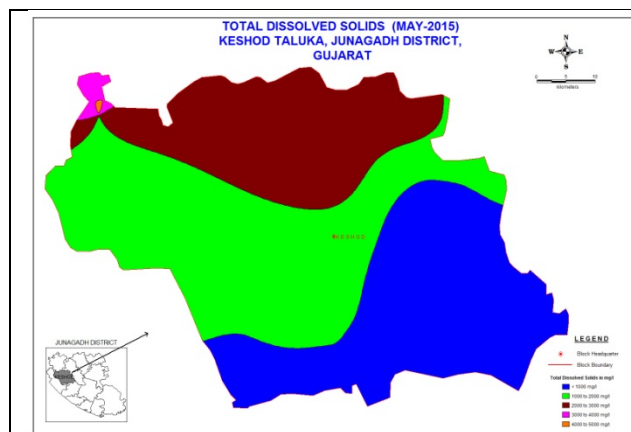 TOTAL DISSOLVED SOLIDS (MAY-2015)
KESHOD TALUKA, JUNAGADH DISTRICT,
GUJARAT
N
W E
S
0 5 10
kilometers
KESHOD
JUNAGADH DISTRICT
KESHOD
LEGEND
Block Headquarter
Block Boundary
Total Dissolved Solids in mg/l
< 1000 mg/l
1000 to 2000 mg/l
2000 to 3000 mg/l
3000 to 4000 mg/l
4000 to 5000 mg/l